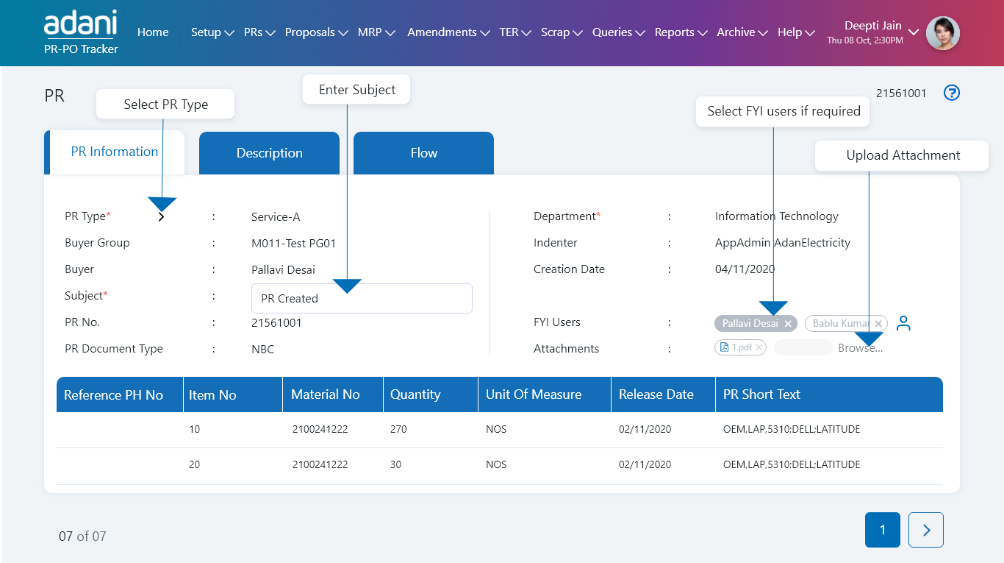 adani
PR-PO Tracker
Home Setup PRs Proposals MRP Amendments TER Scrap Queries Reports Archive Help
Deepti Jain
Thu 08 Oct, 2:30PM
PR
Select PR Type
Enter Subject
Select FYI users if required
21561001
Upload Attachment
PR Information
Description
Flow
PR Type* : Service-A
Department* : Information Technology
Buyer Group : M011-Test PG01
Indenter : AppAdmin AdanElectricity
Buyer : Pallavi Desai
Creation Date : 04/11/2020
Subject* : PR Created
PR No. : 21561001
FYI Users : Pallavi Desai Bablu Kumar
PR Document Type : NBC
Attachments : 1.pdf Browse...
Reference PH No Item No Material No Quantity Unit Of Measure Release Date PR Short Text
10 2100241222 270 NOS 02/11/2020 OEM,LAP,5310;DELL;LATITUDE
20 2100241222 30 NOS 02/11/2020 OEM,LAP,5310;DELL;LATITUDE
07 of 07
1